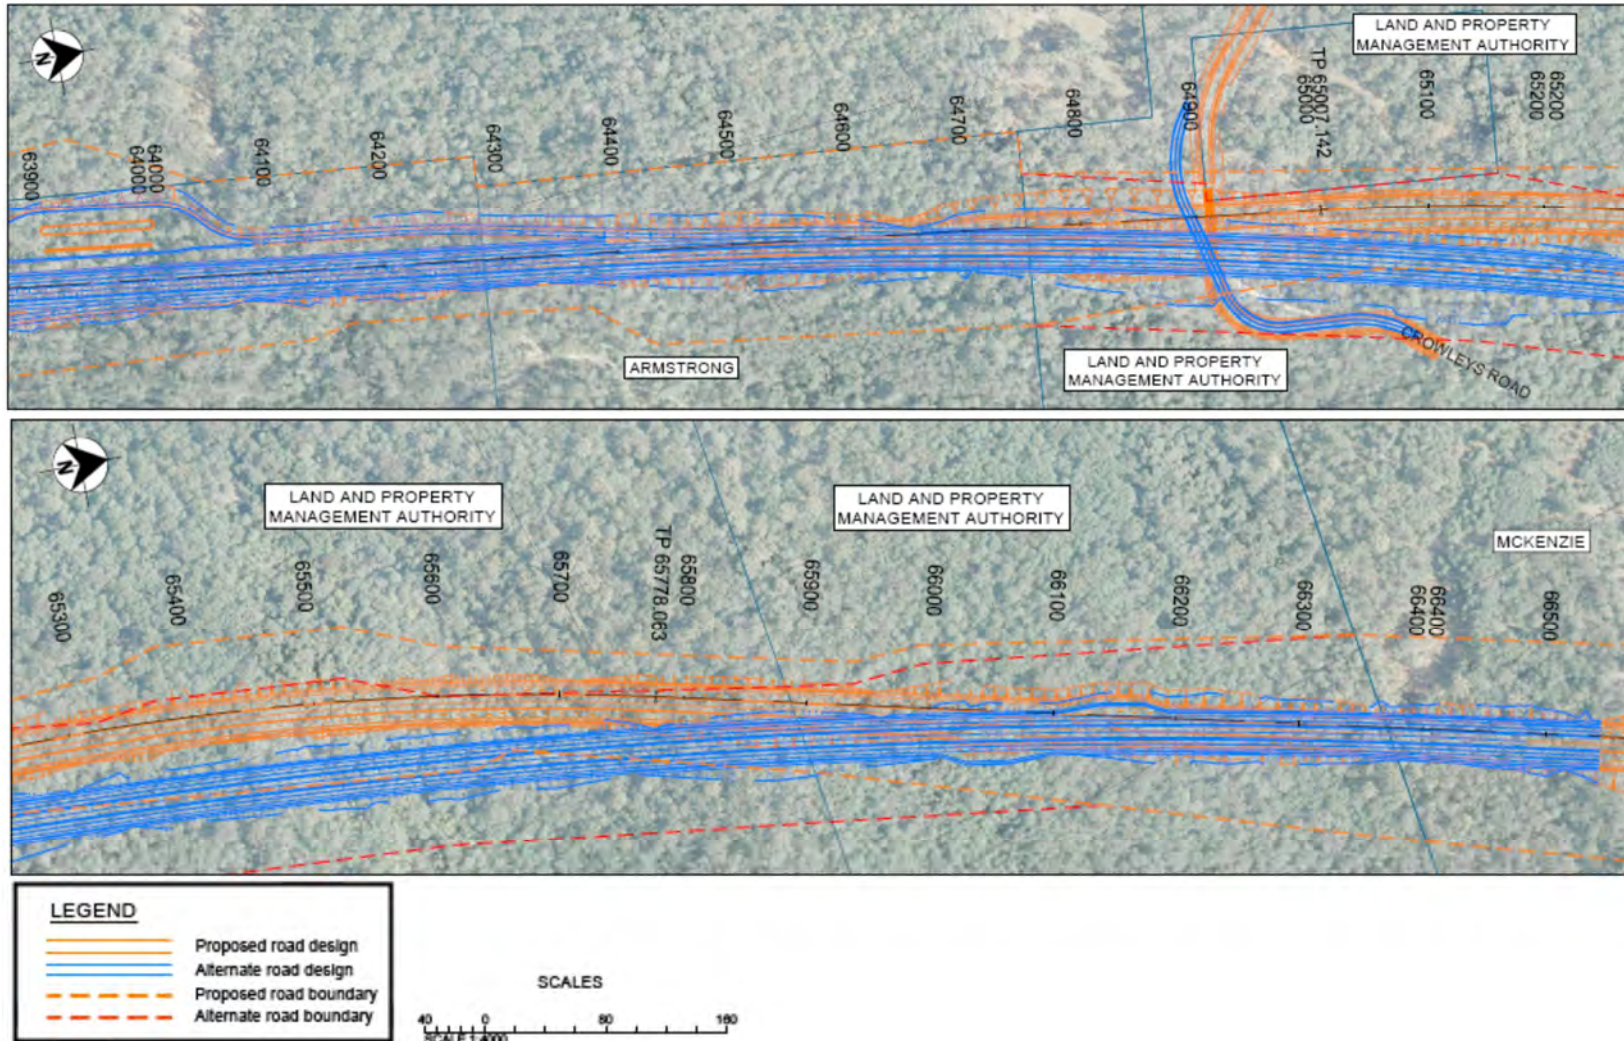 LAND AND PROPERTY
MANAGEMENT AUTHORITY
N
63900
64000
64000
64100
64200
64300
64400
64500
64600
64700
64800
64900
TP 65007.142
65000
65100
65200
65200
ARMSTRONG
LAND AND PROPERTY
MANAGEMENT AUTHORITY
CROWLEYS ROAD
N
LAND AND PROPERTY
MANAGEMENT AUTHORITY
LAND AND PROPERTY
MANAGEMENT AUTHORITY
MCKENZIE
65300
65400
65500
65600
65700
TP 65778.063
65800
65900
66000
66100
66200
66300
66400
66400
66500
LEGEND
Proposed road design
Alternate road design
Proposed road boundary
Alternate road boundary
SCALES
40 0 80 160
SCALE 1:4000